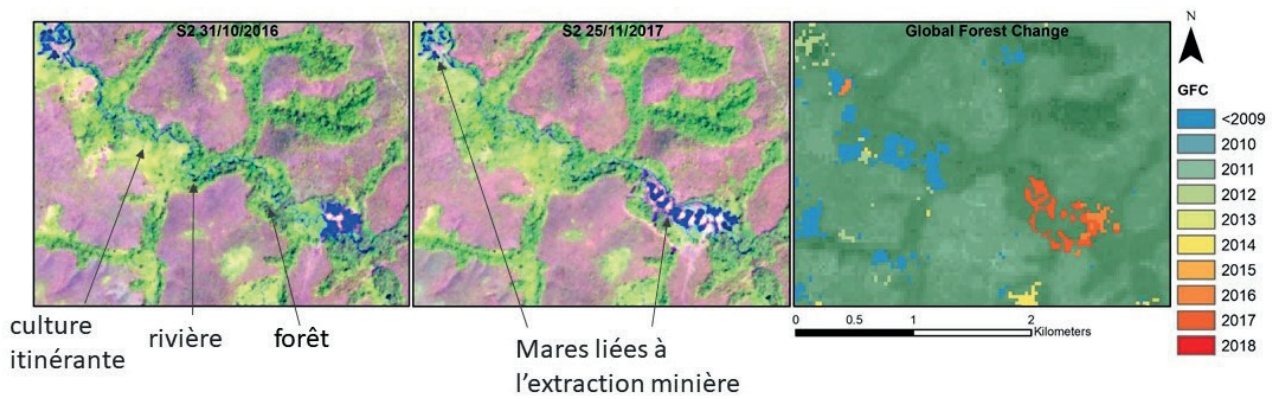 S2 31/10/2016
S2 25/11/2017
Global Forest Change
N
GFC
<2009
2010
2011
2012
2013
2014
2015
2016
2017
2018
0 0.5 1 2
Kilometers
culture
itinérante
rivière
forêt
Mares liées à
l’extraction minière